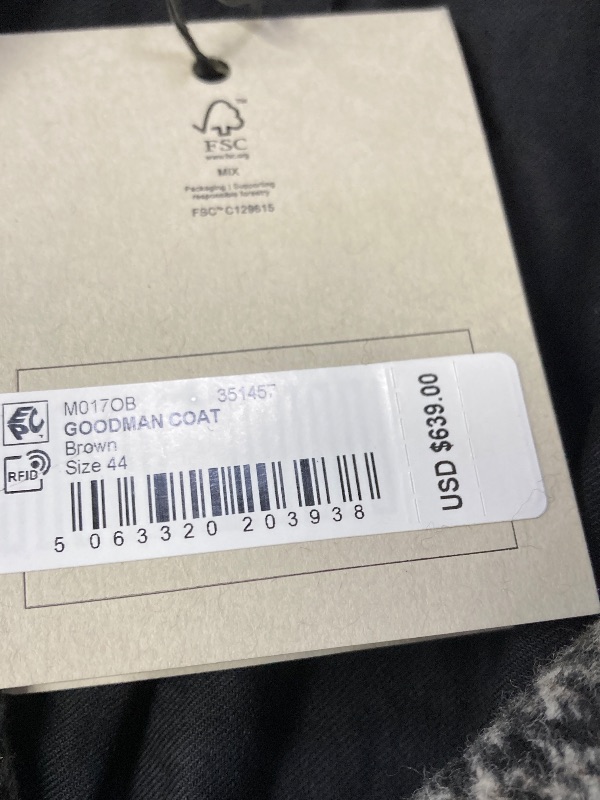 FSC
www.fsc.org
MIX
Packaging | Supporting
responsible forestry
FSC™ C129615
M017OB 351457
GOODMAN COAT
Brown
Size 44
RFID
5 063320 203938
USD $639.00